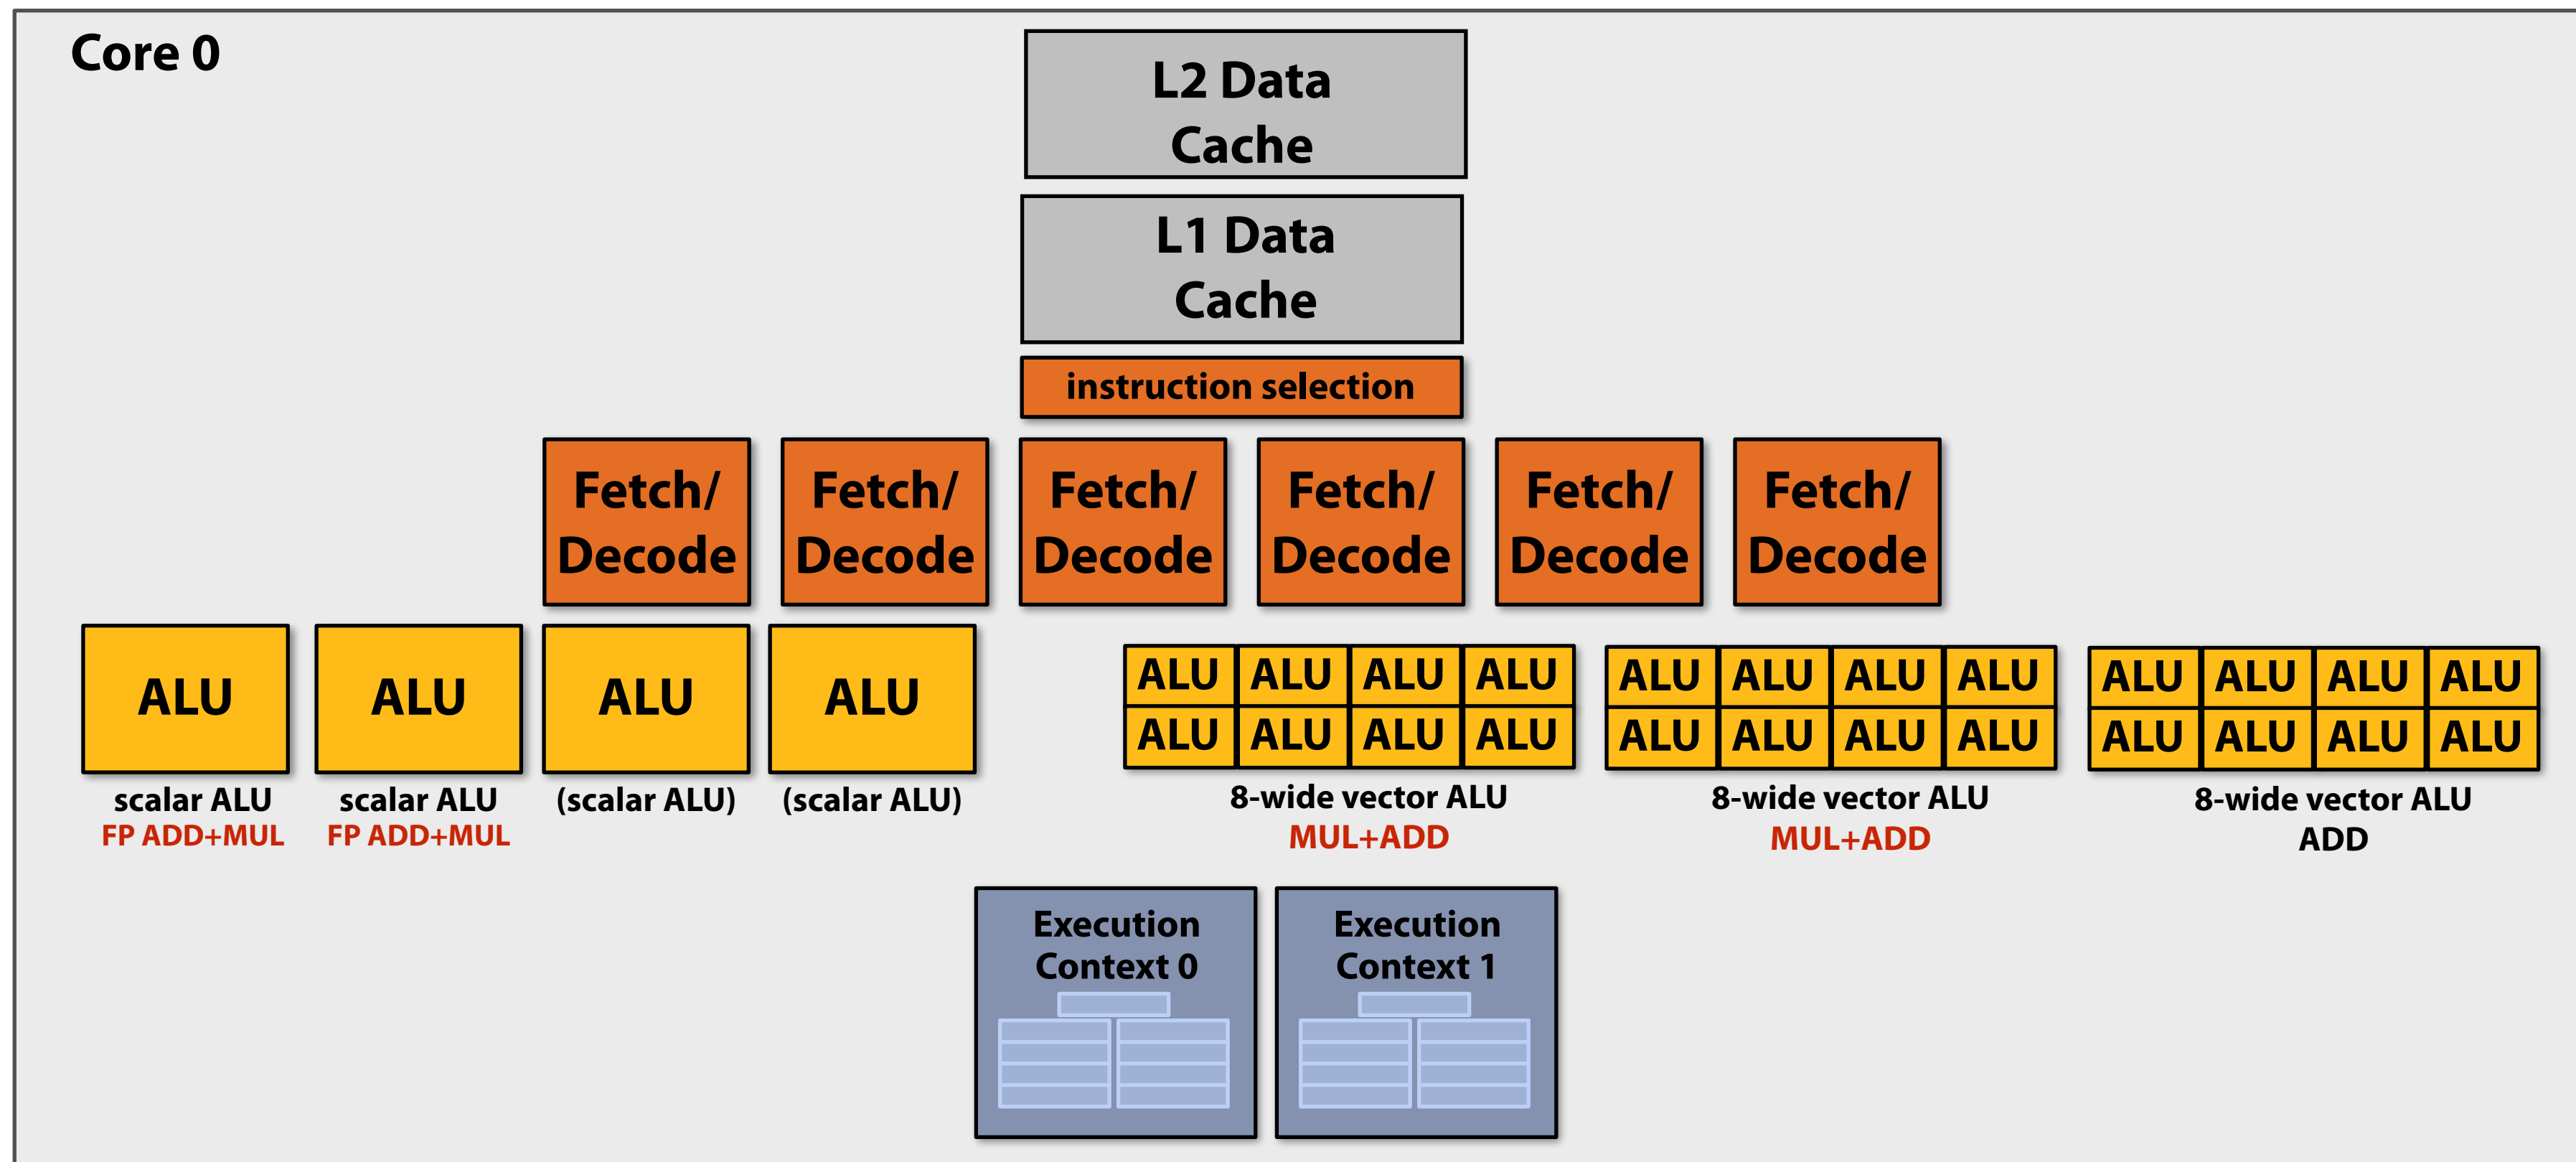 Core 0
L2 Data
Cache
L1 Data
Cache
instruction selection
Fetch/
Decode
Fetch/
Decode
Fetch/
Decode
Fetch/
Decode
Fetch/
Decode
Fetch/
Decode
ALU
scalar ALU
FP ADD+MUL
ALU
scalar ALU
FP ADD+MUL
ALU
(scalar ALU)
ALU
(scalar ALU)
ALU ALU ALU ALU
ALU ALU ALU ALU
8-wide vector ALU
MUL+ADD
ALU ALU ALU ALU
ALU ALU ALU ALU
8-wide vector ALU
MUL+ADD
ALU ALU ALU ALU
ALU ALU ALU ALU
8-wide vector ALU
ADD
Execution
Context 0
Execution
Context 1